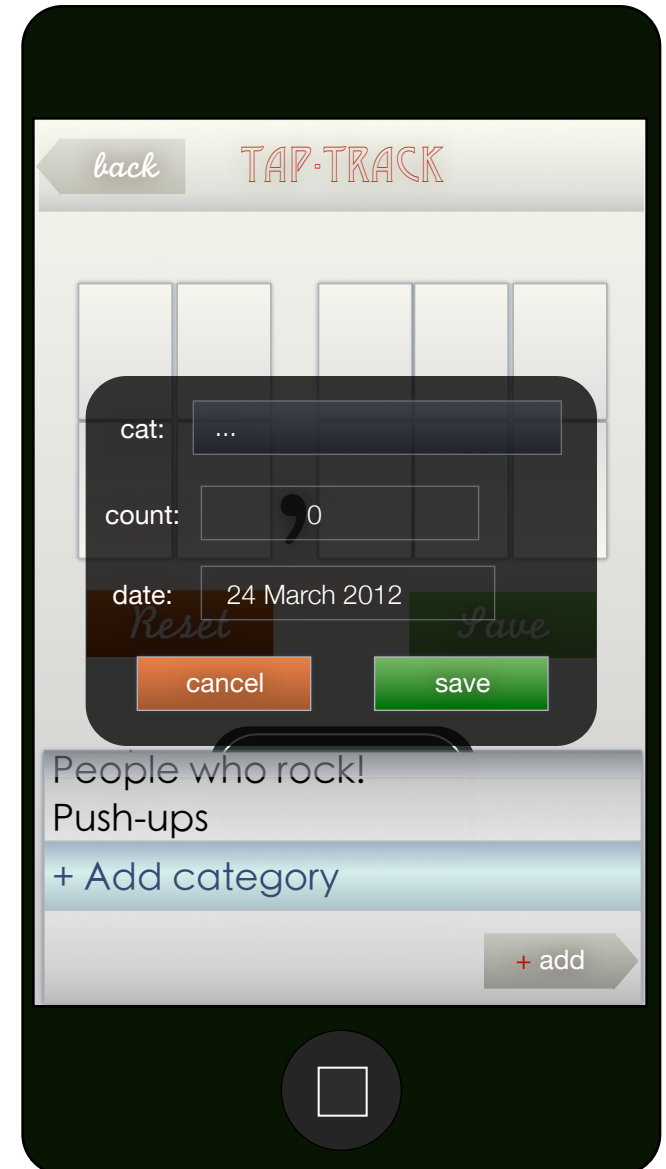 back TAP·TRACK
cat: ...
count: ,0
date: 24 March 2012
Reset Save
cancel save
People who rock!
Push-ups
+ Add category
+ add